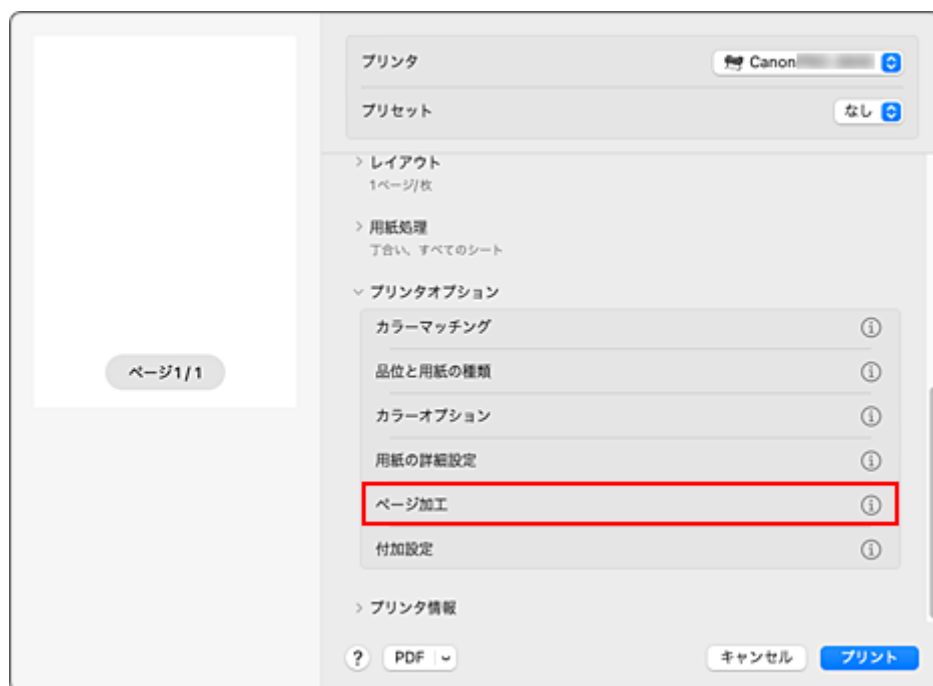 プリンタ
Canon
プリセット
なし
レイアウト
1ページ/枚
用紙処理
丁合い、すべてのシート
プリンタオプション
カラーマッチング
品位と用紙の種類
カラーオプション
用紙の詳細設定
ページ加工
付加設定
プリンタ情報
ページ1/1
? PDF
キャンセル
プリント